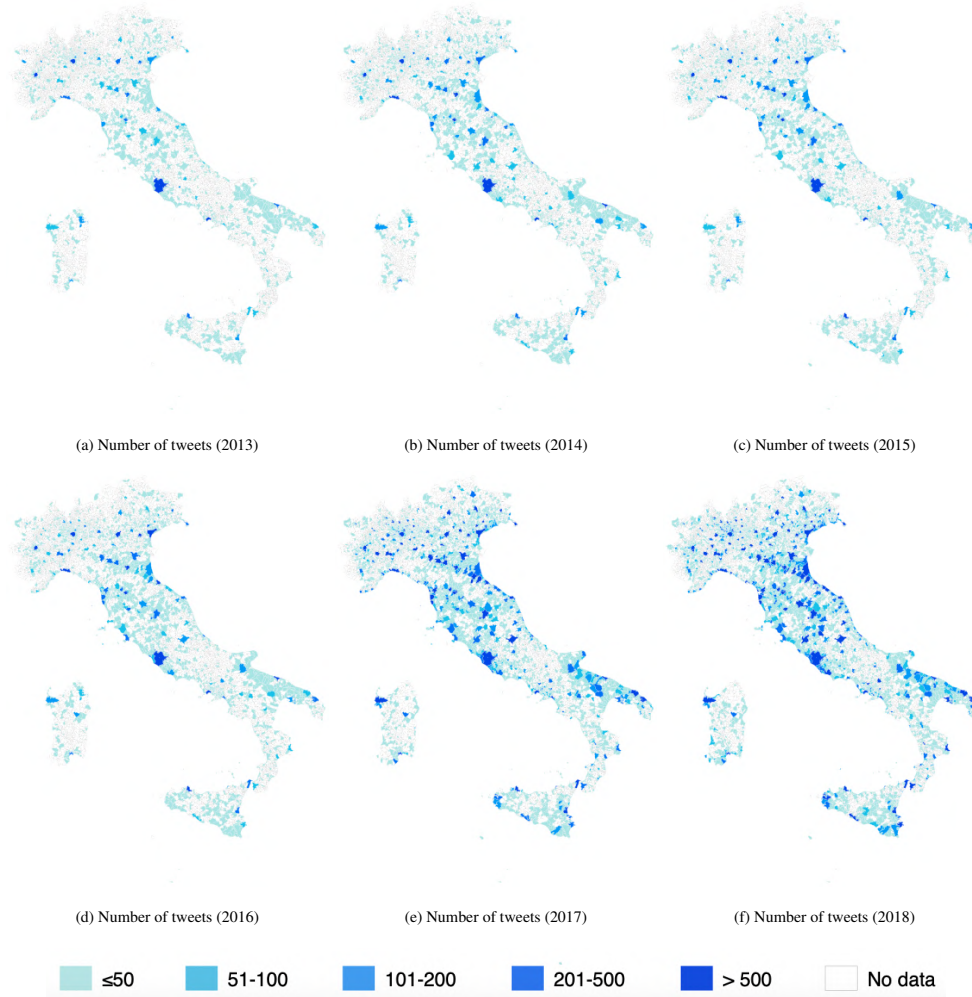 (a) Number of tweets (2013) (b) Number of tweets (2014) (c) Number of tweets (2015)
(d) Number of tweets (2016) (e) Number of tweets (2017) (f) Number of tweets (2018)
≤50 51-100 101-200 201-500 > 500 No data